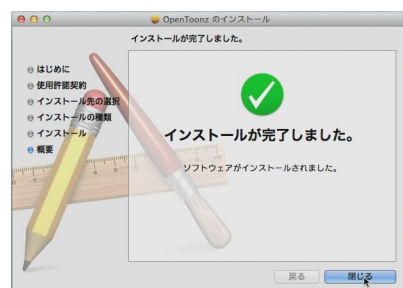 OpenToonz のインストール
インストールが完了しました。
はじめに
使用許諾契約
インストール先の選択
インストールの種類
インストール
概要
インストールが完了しました。
ソフトウェアがインストールされました。
戻る
閉じる